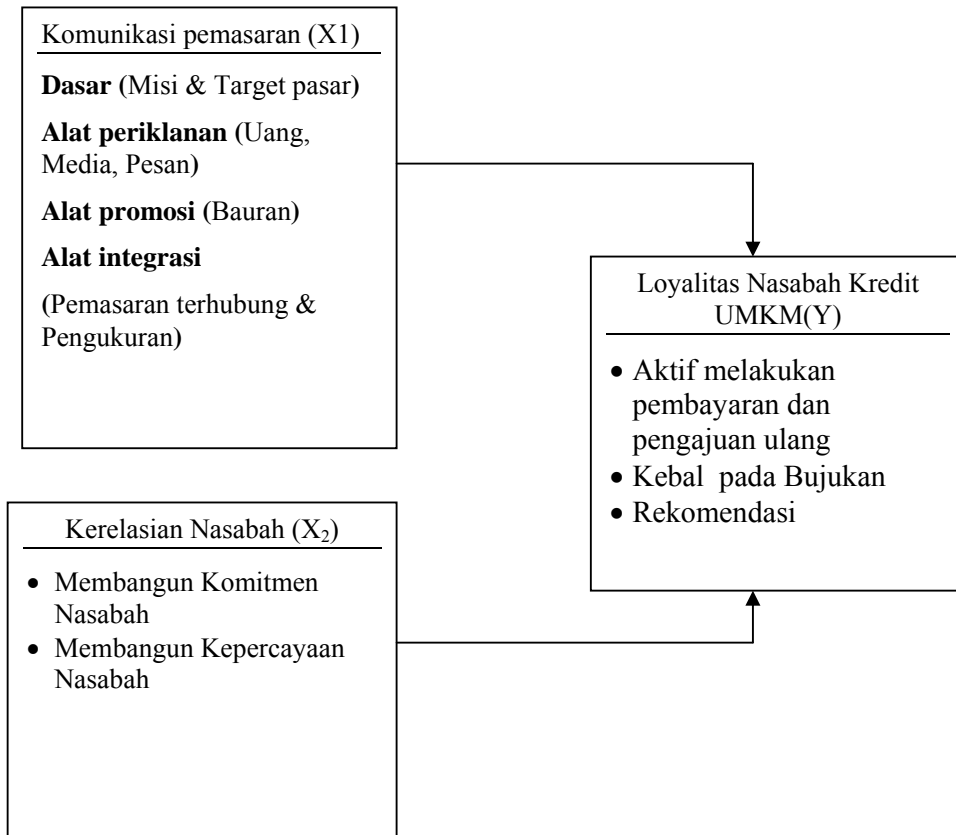 Komunikasi pemasaran (X1)
Dasar (Misi & Target pasar)
Alat periklanan (Uang,
Media, Pesan)
Alat promosi (Bauran)
Alat integrasi
(Pemasaran terhubung &
Pengukuran)
Loyalitas Nasabah Kredit
UMKM(Y)
• Aktif melakukan
pembayaran dan
pengajuan ulang
• Kebal pada Bujukan
• Rekomendasi
Kerelasian Nasabah (X₂)
• Membangun Komitmen
Nasabah
• Membangun Kepercayaan
Nasabah